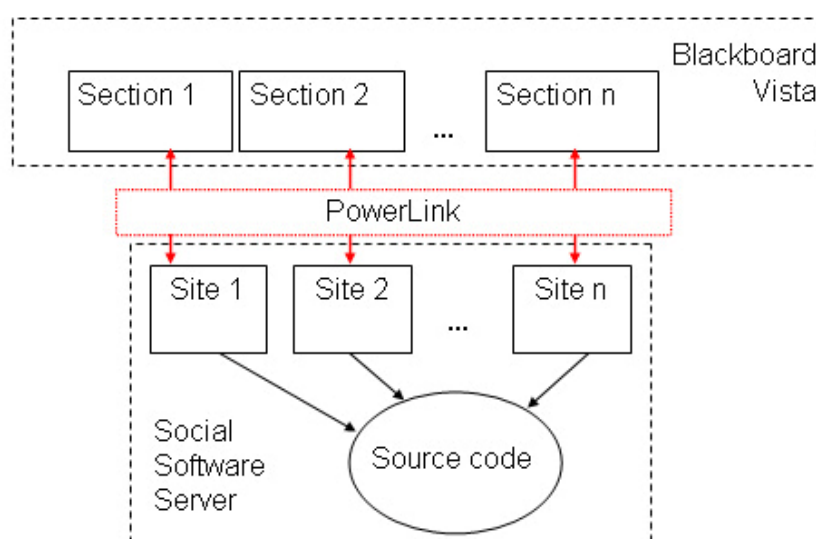 Blackboard
Vista
Section 1
Section 2
...
Section n
PowerLink
Site 1
Site 2
...
Site n
Social
Software
Server
Source code